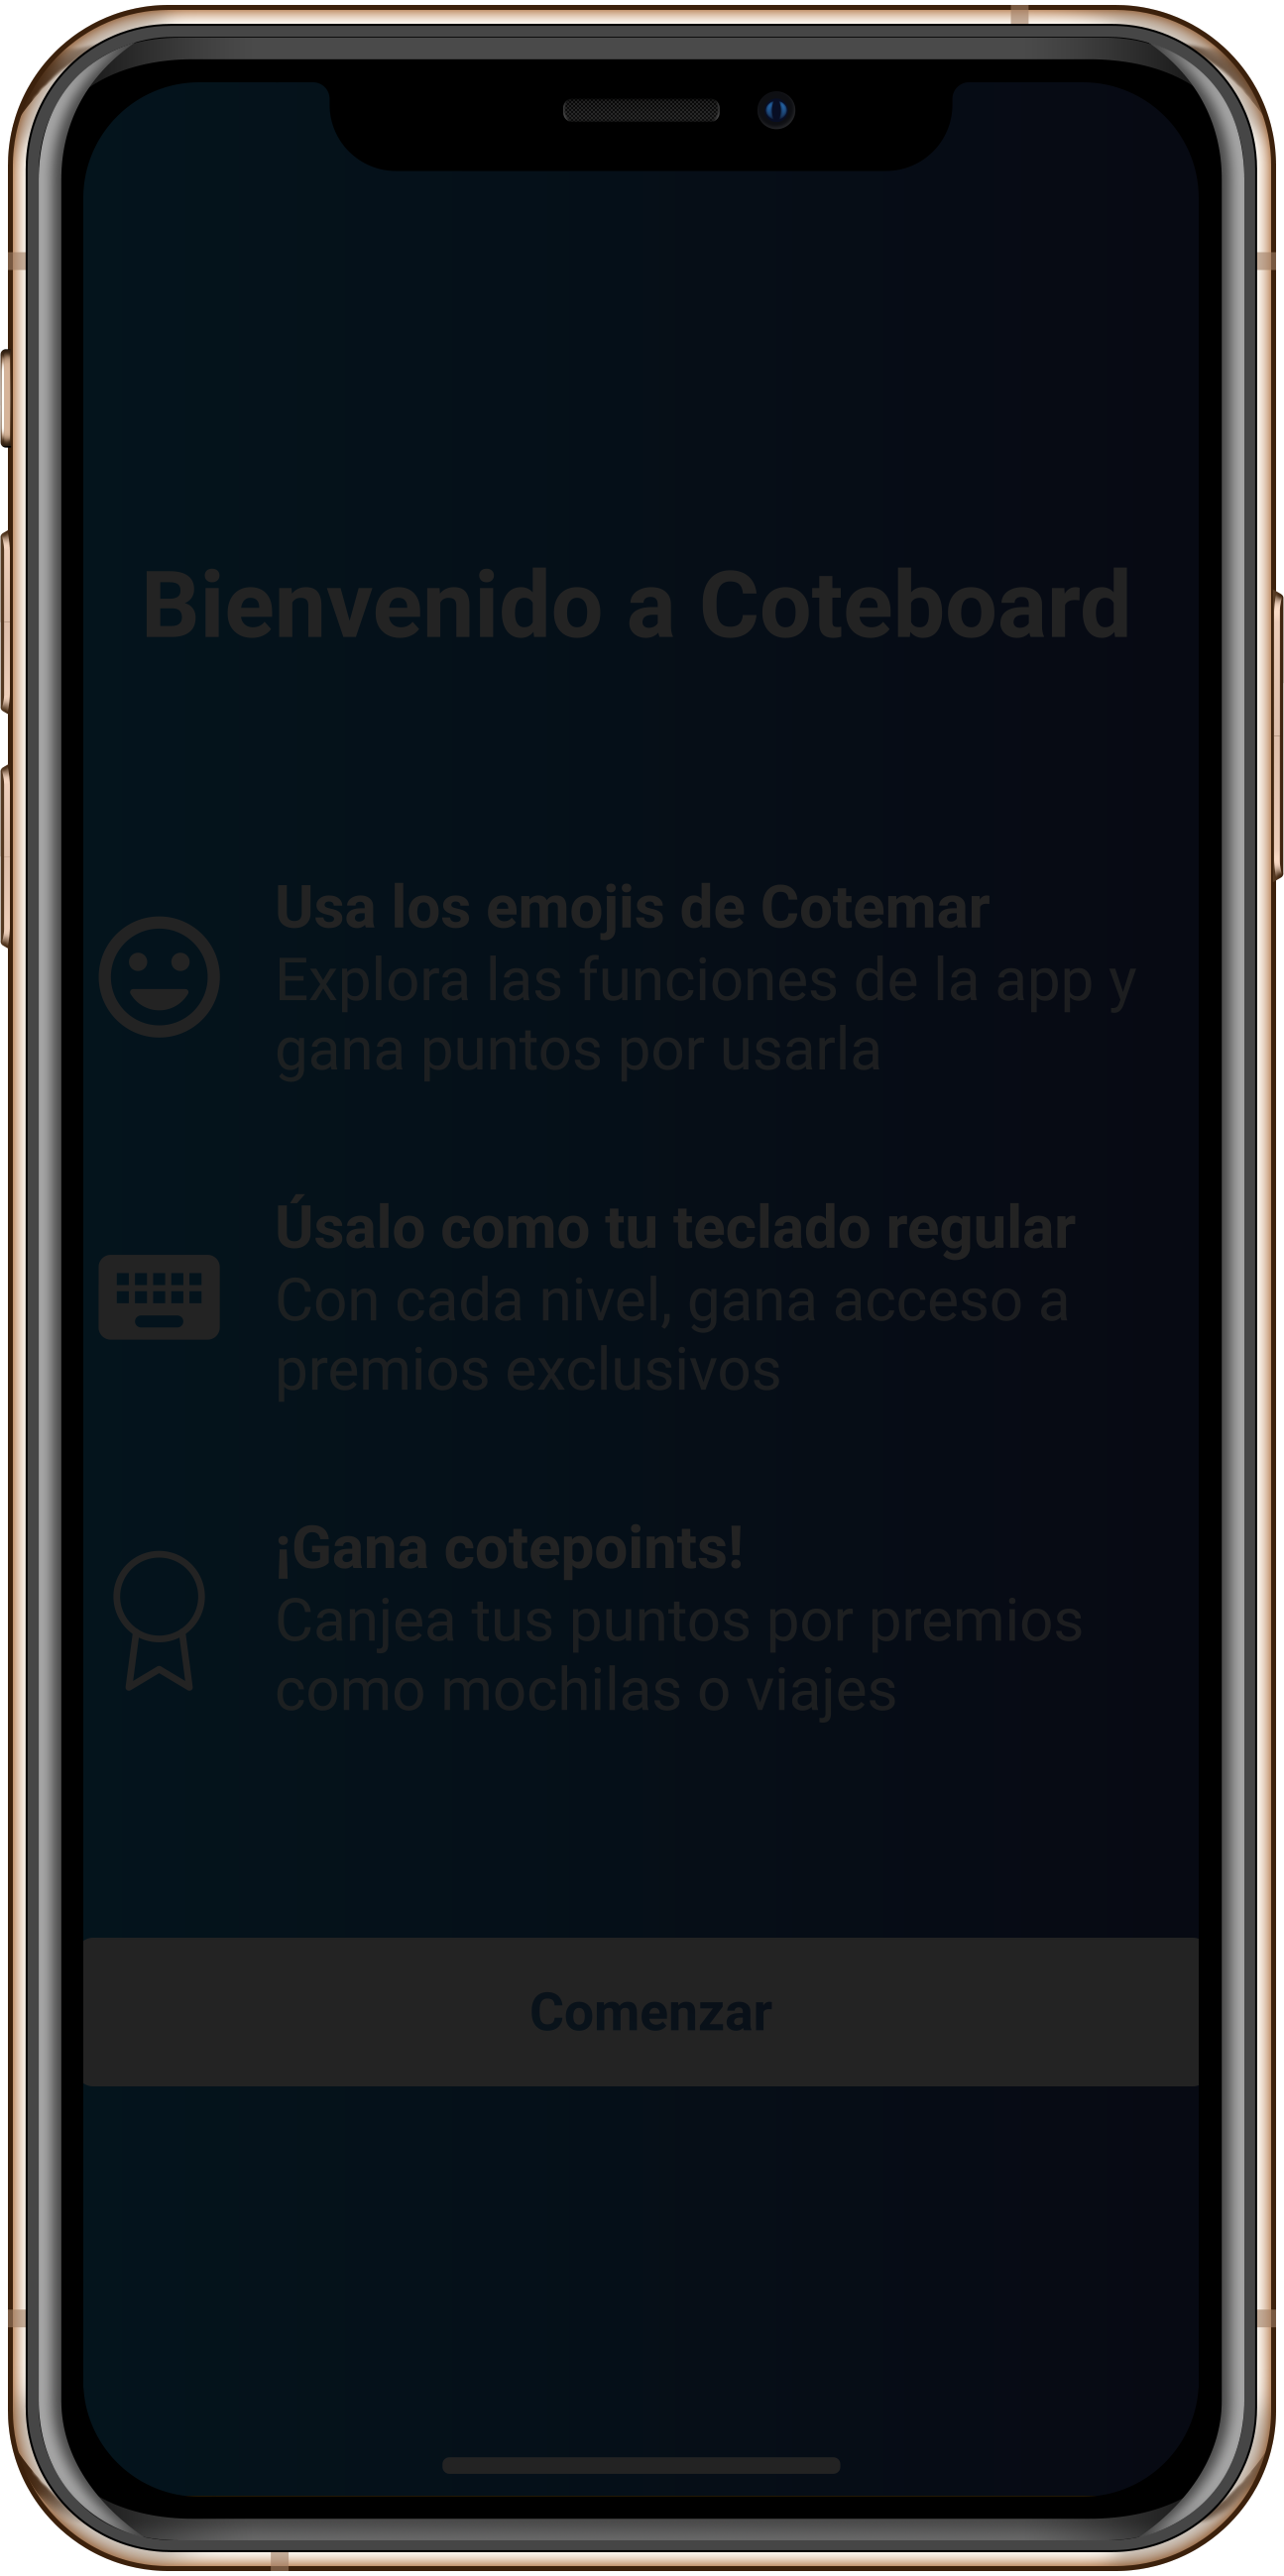 Bienvenido a Coteboard
Usa los emojis de Cotemar
Explora las funciones de la app y
gana puntos por usarla
Úsalo como tu teclado regular
Con cada nivel, gana acceso a
premios exclusivos
¡Gana cotepoints!
Canjea tus puntos por premios
como mochilas o viajes
Comenzar